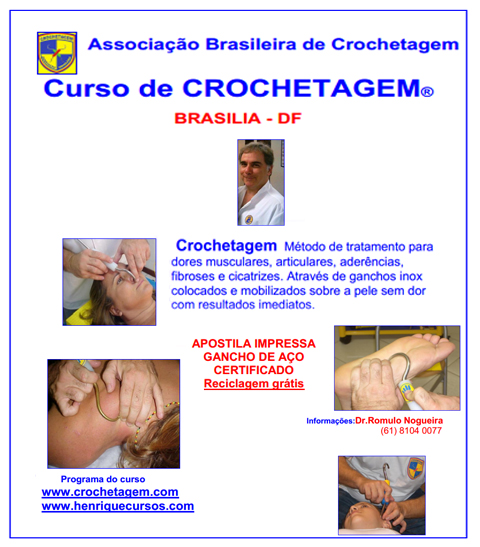 Associação Brasileira de Crochetagem
Curso de CROCHETAGEM®
BRASILIA - DF
Crochetagem Método de tratamento para
dores musculares, articulares, aderências,
fibroses e cicatrizes. Através de ganchos inox
colocados e mobilizados sobre a pele sem dor
com resultados imediatos.
APOSTILA IMPRESSA
GANCHO DE AÇO
CERTIFICADO
Reciclagem grátis
Informações:Dr.Romulo Nogueira
(61) 8104 0077
Programa do curso
www.crochetagem.com
www.henriquecursos.com